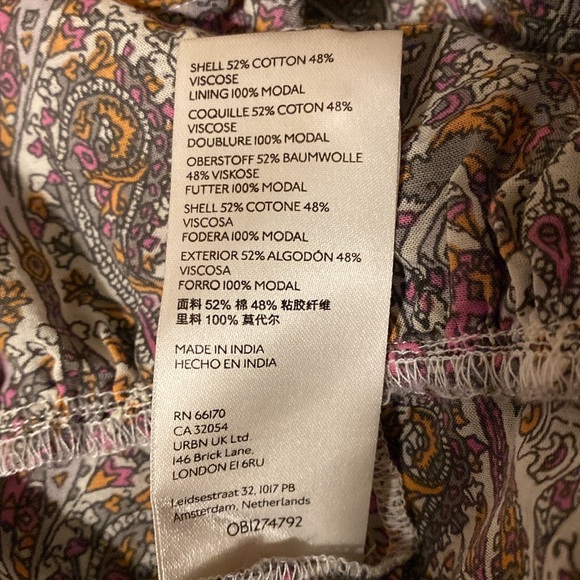 SHELL 52% COTTON 48%
VISCOSE
LINING 100% MODAL
COQUILLE 52% COTON 48%
VISCOSE
DOUBLURE 100% MODAL
OBERSTOFF 52% BAUMWOLLE
48% VISKOSE
FUTTER 100% MODAL
SHELL 52% COTONE 48%
VISCOSA
FODERA 100% MODAL
EXTERIOR 52% ALGODÓN 48%
VISCOSA
FORRO 100% MODAL
面料 52% 棉 48% 粘胶纤维
里料 100% 莫代尔
MADE IN INDIA
HECHO EN INDIA
RN 66170
CA 32054
URBN UK Ltd.
146 Brick Lane,
LONDON E1 6RU
Leidsestraat 32, 1017 PB
Amsterdam, Netherlands
OB1274792